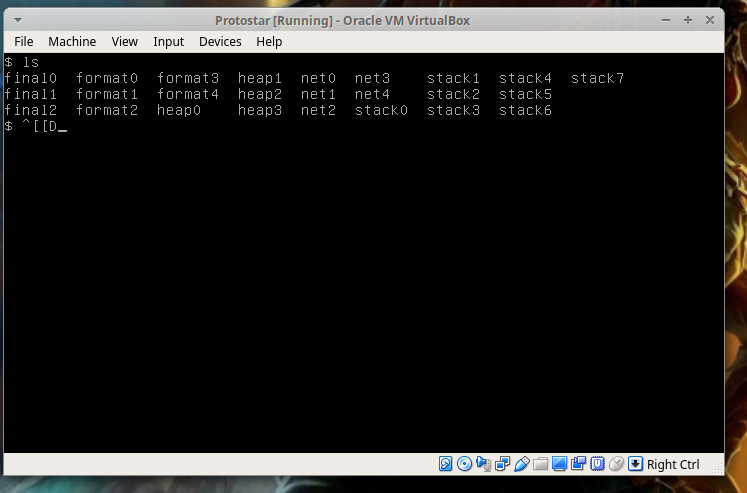 Protostar [Running] - Oracle VM VirtualBox
File Machine View Input Devices Help
$ ls
final0 format0 format3 heap1 net0 net3 stack1 stack4 stack7
final1 format1 format4 heap2 net1 net4 stack2 stack5
final2 format2 heap0 heap3 net2 stack0 stack3 stack6
$ ^[[D_
Right Ctrl